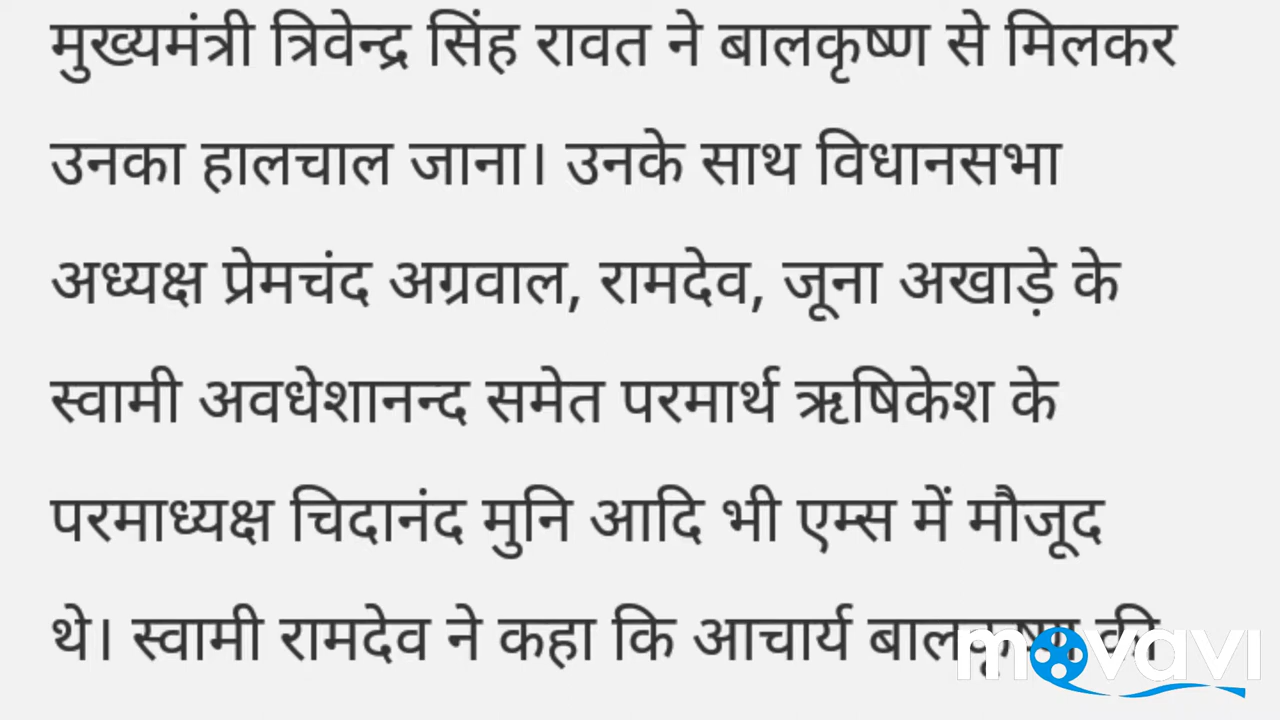 मुख्यमंत्री त्रिवेन्द्र सिंह रावत ने बालकृष्ण से मिलकर
उनका हालचाल जाना। उनके साथ विधानसभा
अध्यक्ष प्रेमचंद अग्रवाल, रामदेव, जूना अखाड़े के
स्वामी अवधेशानन्द समेत परमार्थ ऋषिकेश के
परमाध्यक्ष चिदानंद मुनि आदि भी एम्स में मौजूद
थे। स्वामी रामदेव ने कहा कि आचार्य बालकृष्ण की
movavi